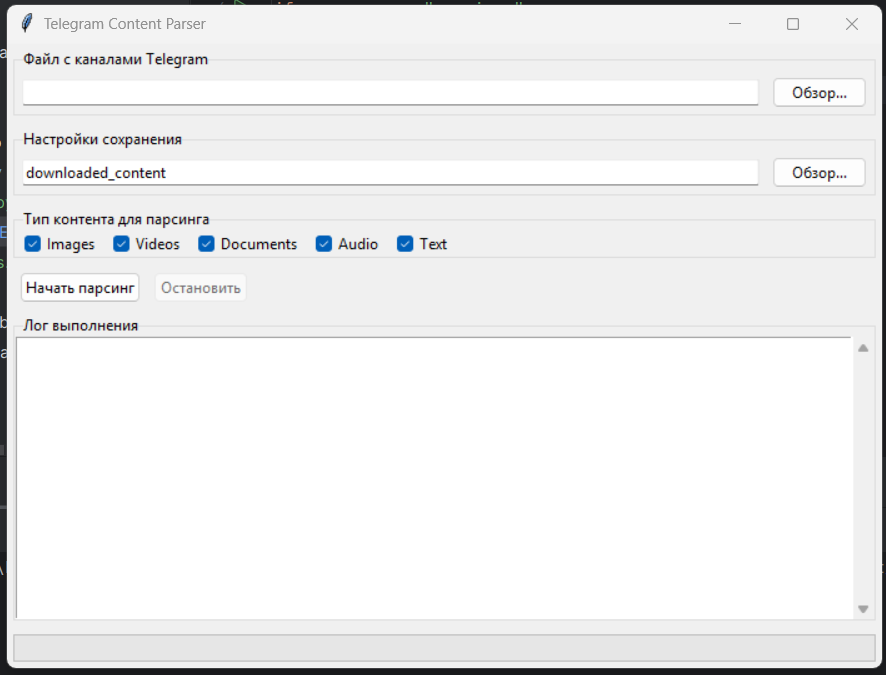 Telegram Content Parser
Файл с каналами Telegram
Обзор...
Настройки сохранения
downloaded_content
Обзор...
Тип контента для парсинга
Images Videos Documents Audio Text
Начать парсинг Остановить
Лог выполнения